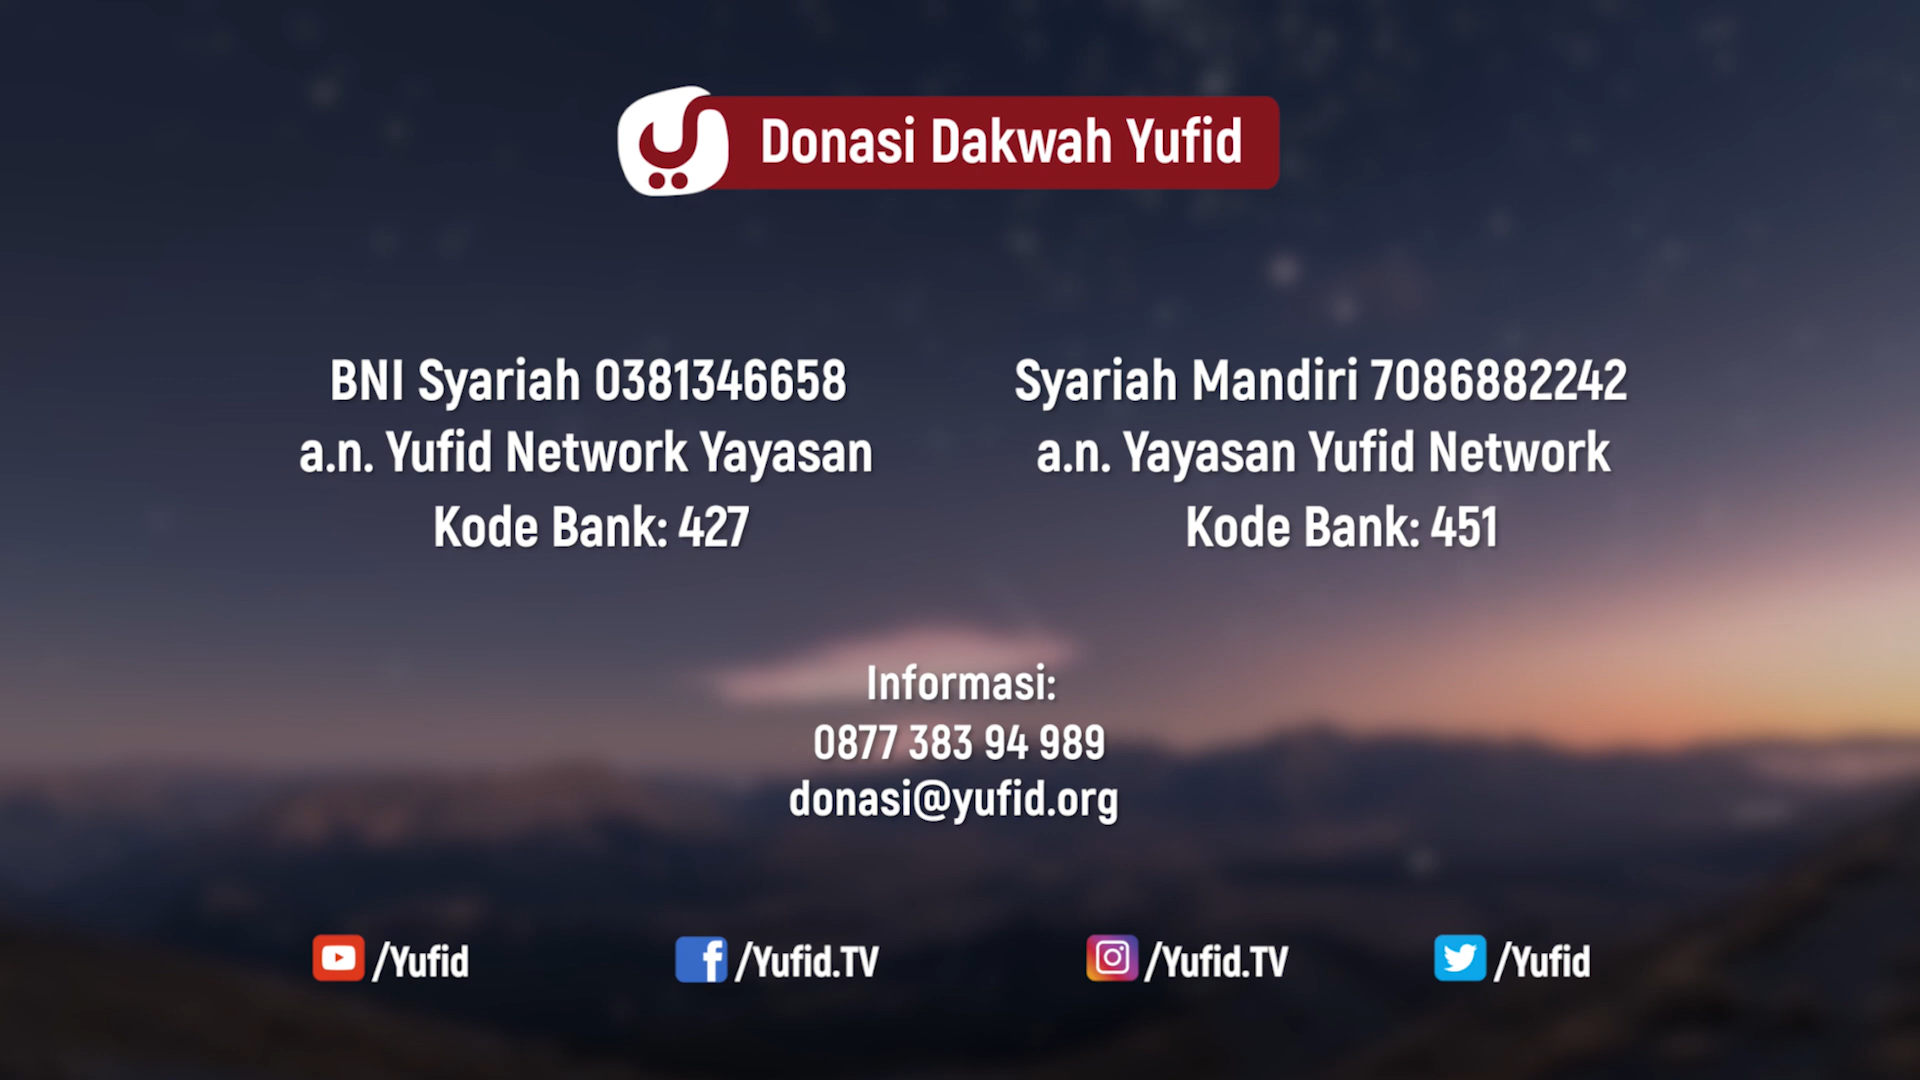 Donasi Dakwah Yufid
BNI Syariah 0381346658
a.n. Yufid Network Yayasan
Kode Bank: 427
Syariah Mandiri 7086882242
a.n. Yayasan Yufid Network
Kode Bank: 451
Informasi:
0877 383 94 989
donasi@yufid.org
/Yufid
/Yufid.TV
/Yufid.TV
/Yufid